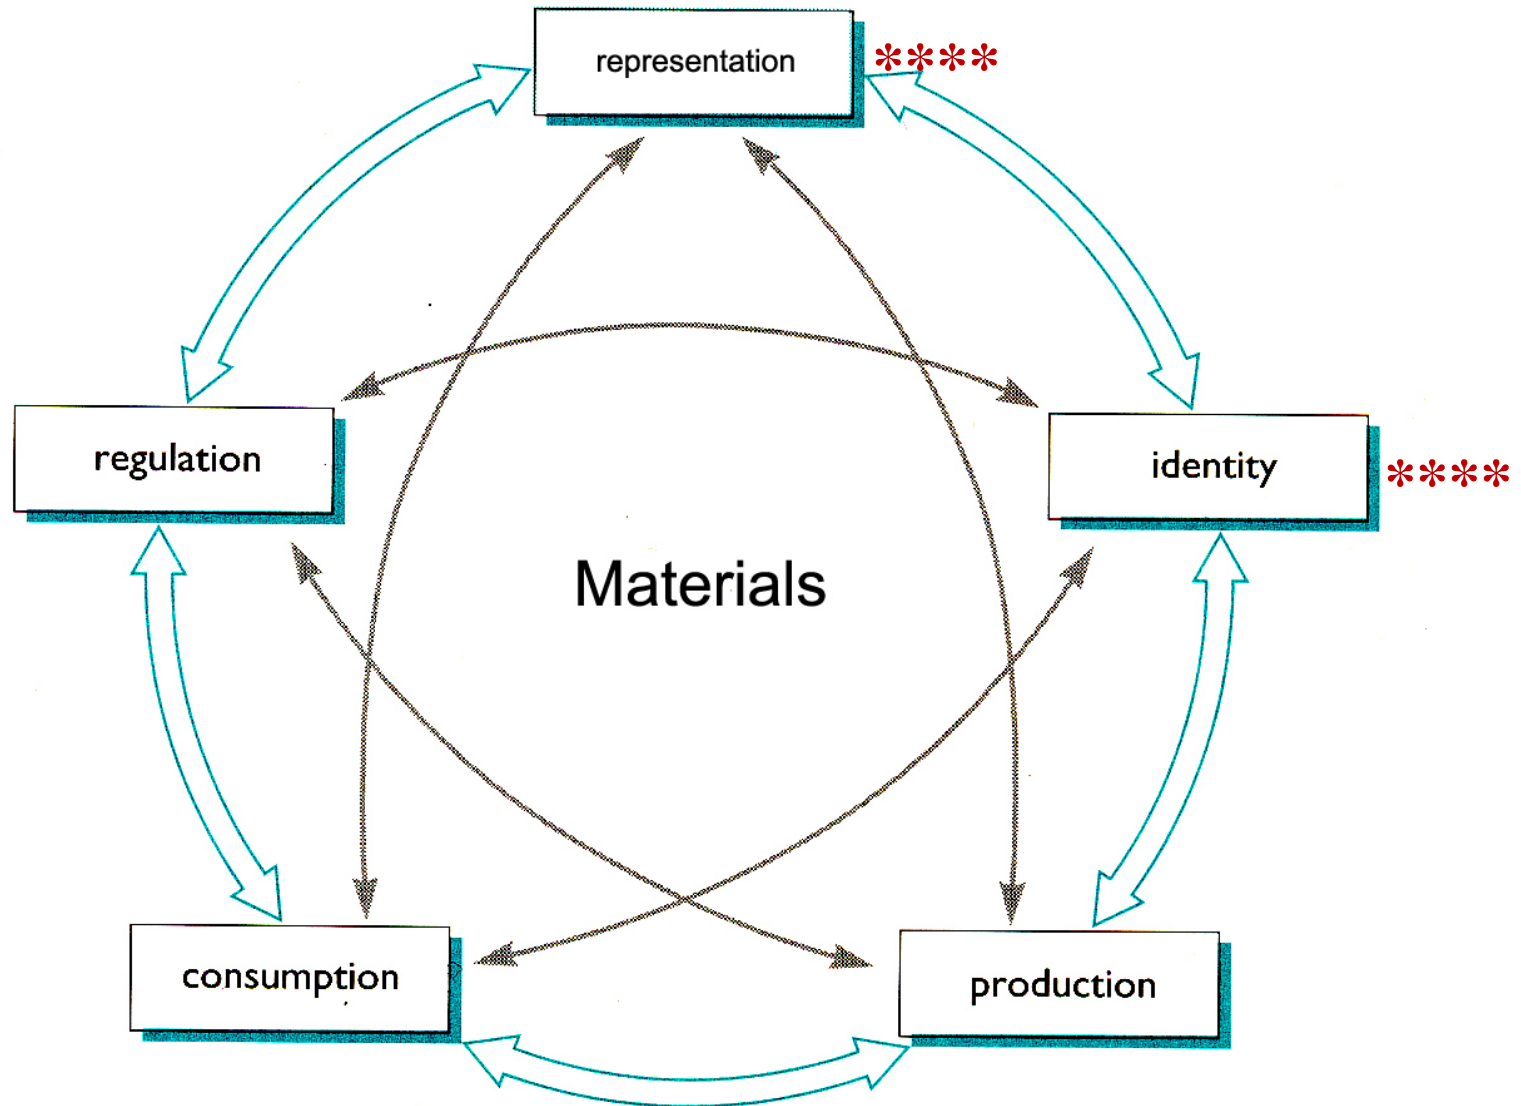 representation ****
regulation
identity ****
Materials
consumption
production